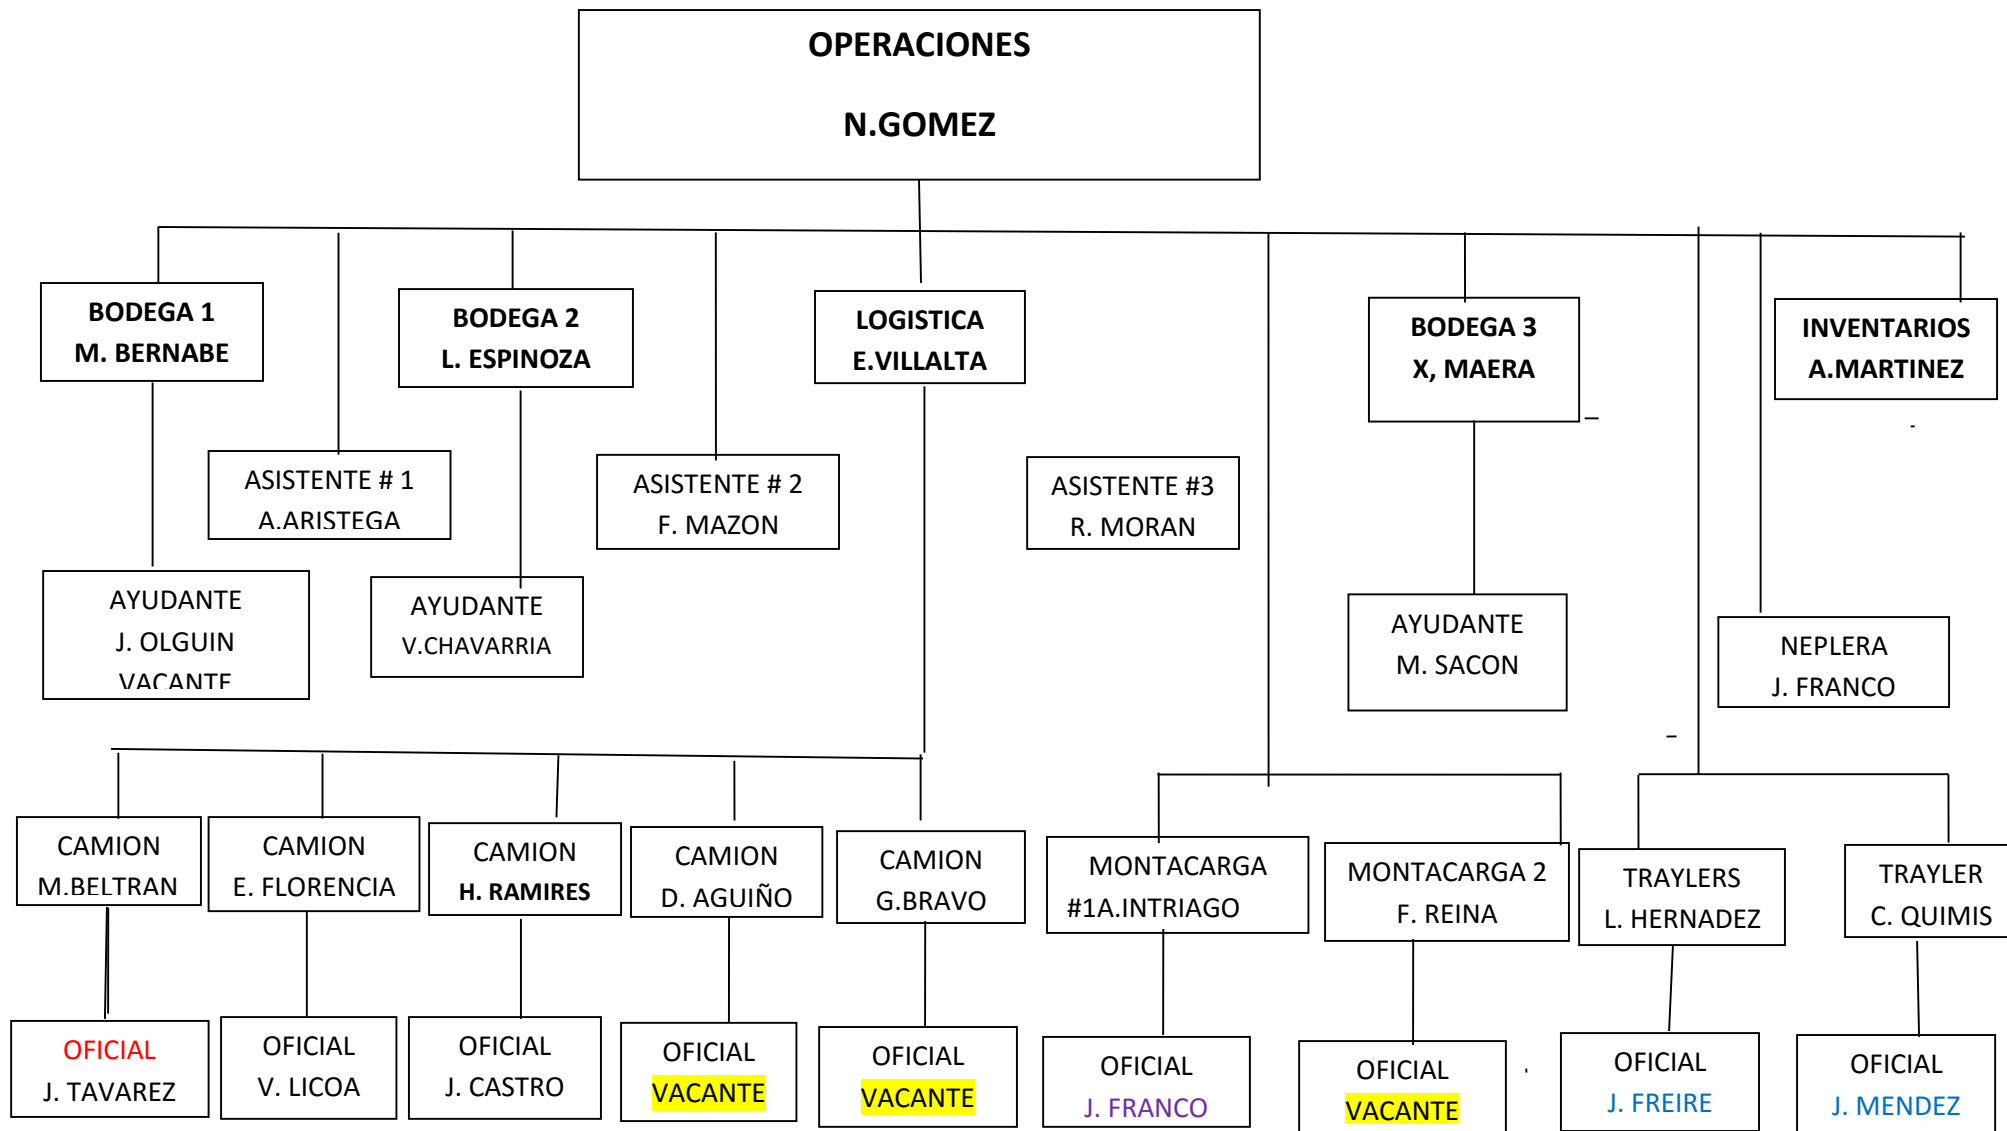 OPERACIONES
N.GOMEZ
BODEGA 1
M. BERNABE
BODEGA 2
L. ESPINOZA
LOGISTICA
E.VILLALTA
BODEGA 3
X, MAERA
INVENTARIOS
A.MARTINEZ
ASISTENTE # 1
A.ARISTEGA
ASISTENTE # 2
F. MAZON
ASISTENTE #3
R. MORAN
AYUDANTE
J. OLGUIN
VACANTE
AYUDANTE
V.CHAVARRIA
AYUDANTE
M. SACON
NEPLERA
J. FRANCO
CAMION
M.BELTRAN
CAMION
E. FLORENCIA
CAMION
H. RAMIRES
CAMION
D. AGUIÑO
CAMION
G.BRAVO
MONTACARGA
#1A.INTRIAGO
MONTACARGA 2
F. REINA
TRAYLERS
L. HERNADEZ
TRAYLER
C. QUIMIS
OFICIAL
J. TAVAREZ
OFICIAL
V. LICOA
OFICIAL
J. CASTRO
OFICIAL
VACANTE
OFICIAL
VACANTE
OFICIAL
J. FRANCO
OFICIAL
VACANTE
OFICIAL
J. FREIRE
OFICIAL
J. MENDEZ